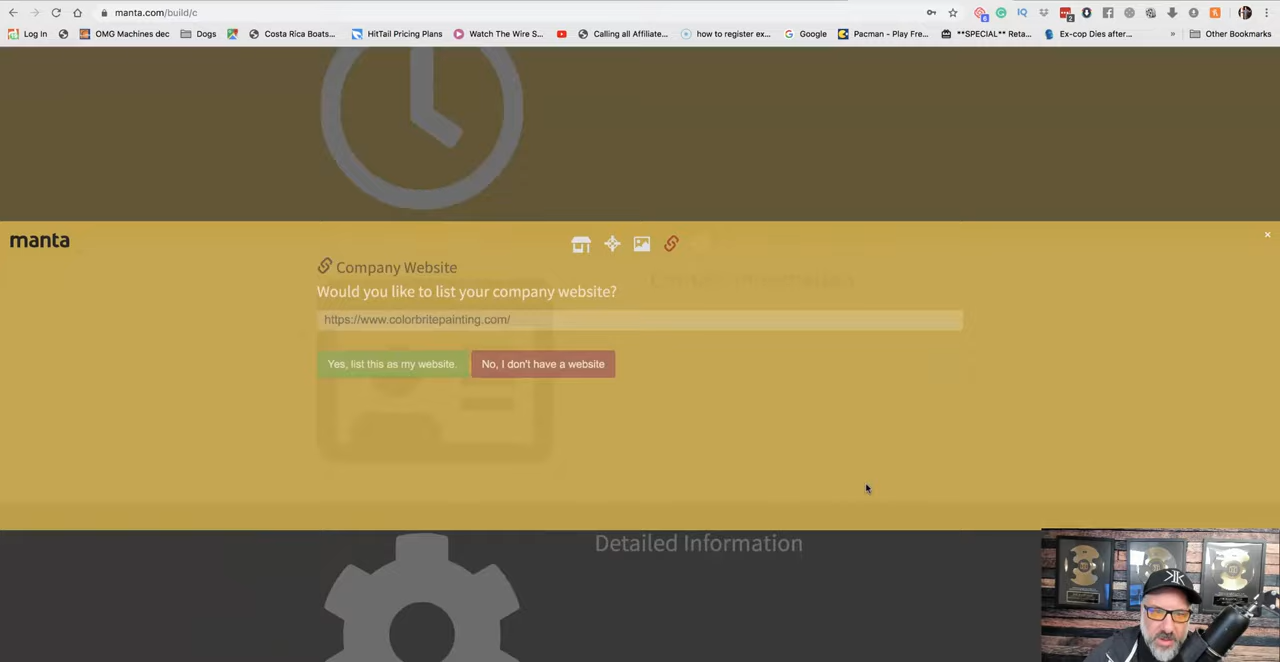 manta.com/build/c
6
2
Log In
OMG Machines dec
Dogs
Costa Rica Boats...
HitTail Pricing Plans
Watch The Wire S...
Calling all Affiliate...
how to register ex...
Google
Pacman - Play Fre...
**SPECIAL** Reta...
Ex-cop Dies after...
»
Other Bookmarks
manta
×
Company Website
Would you like to list your company website?
https://www.colorbritepainting.com/
Yes, list this as my website.
No, I don't have a website
Detailed Information